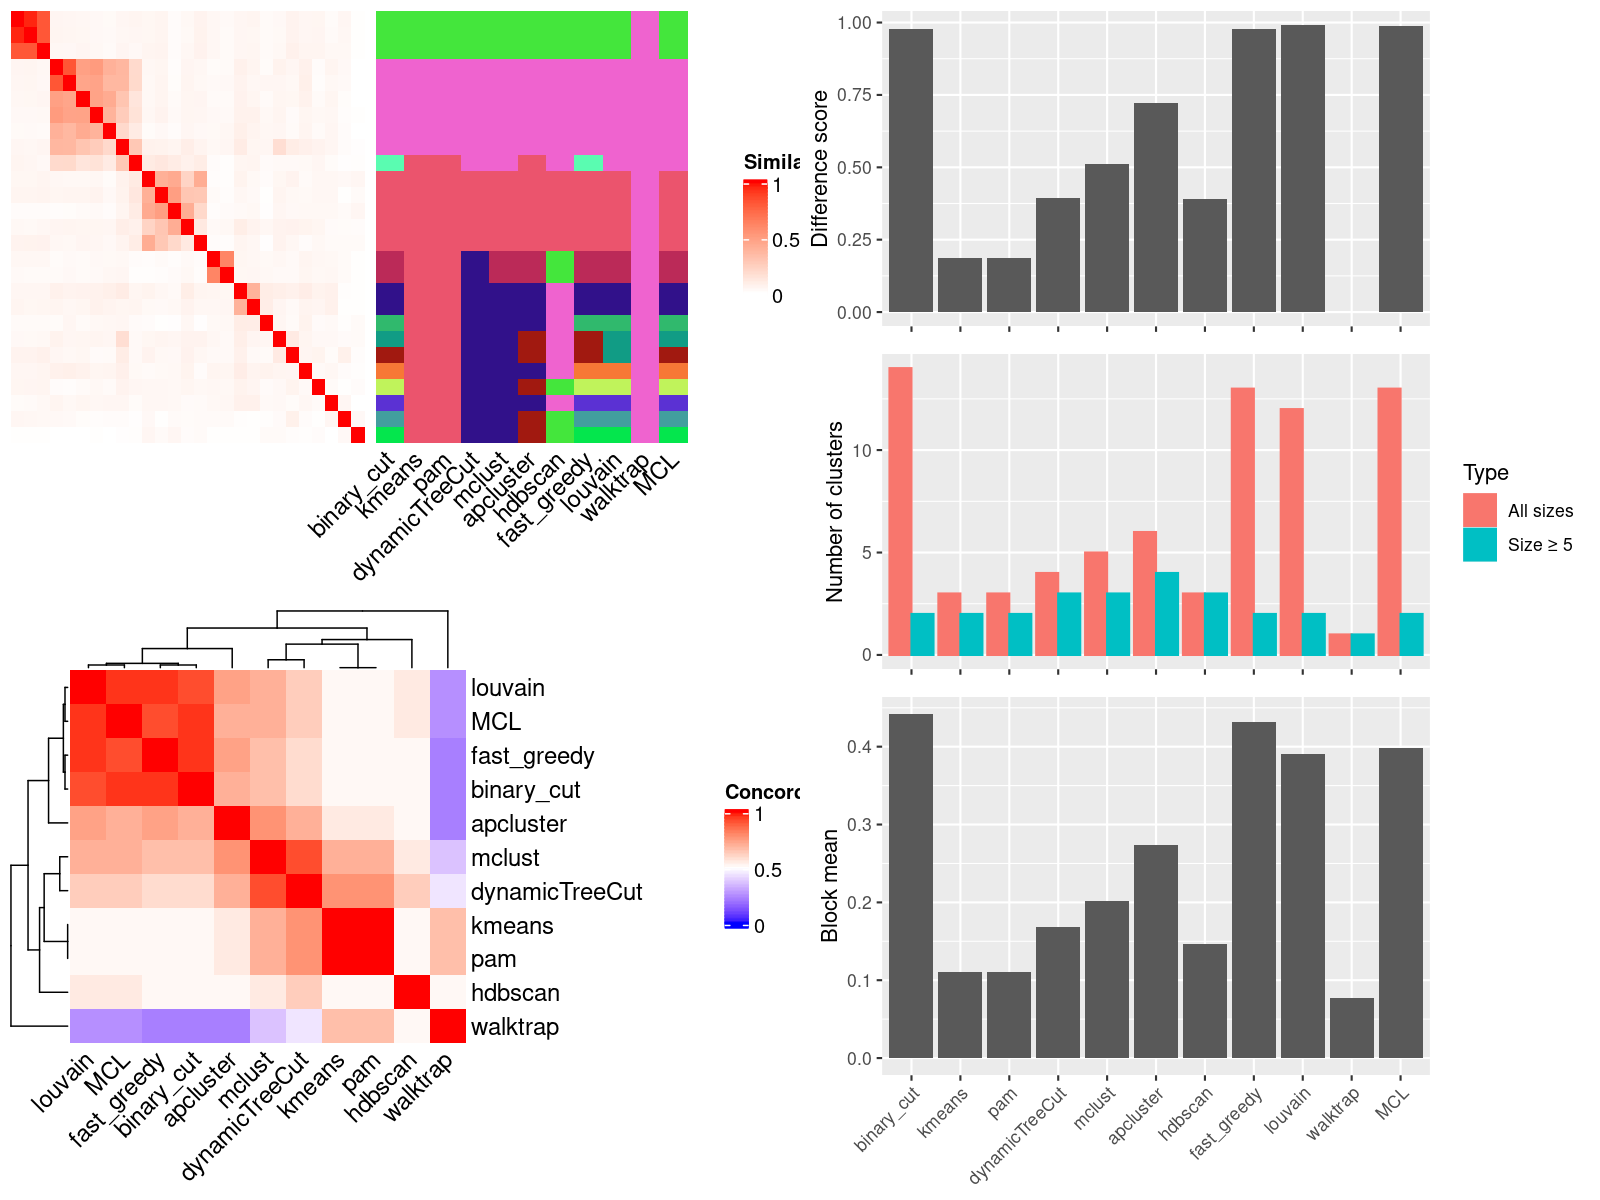 Simila
1
0.5
0
binary_cut
kmeans
pam
dynamicTreeCut
mclust
apcluster
hdbscan
fast_greedy
louvain
walktrap
MCL
louvain
MCL
fast_greedy
binary_cut
apcluster
mclust
dynamicTreeCut
kmeans
pam
hdbscan
walktrap
louvain
MCL
fast_greedy
binary_cut
apcluster
mclust
dynamicTreeCut
kmeans
pam
hdbscan
walktrap
Concord
1
0.5
0
Difference score
1.00
0.75
0.50
0.25
0.00
Number of clusters
10
5
0
Type
All sizes
Size ≥ 5
Block mean
0.4
0.3
0.2
0.1
0.0
binary_cut
kmeans
pam
dynamicTreeCut
mclust
apcluster
hdbscan
fast_greedy
louvain
walktrap
MCL